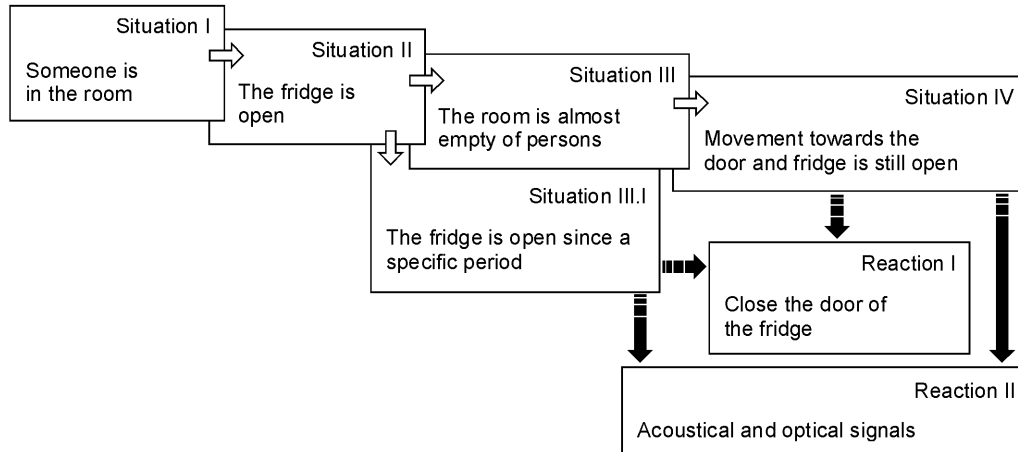 Situation I
Someone is
in the room
Situation II
The fridge is
open
Situation III
The room is almost
empty of persons
Situation IV
Movement towards the
door and fridge is still open
Situation III.I
The fridge is open since a
specific period
Reaction I
Close the door of
the fridge
Reaction II
Acoustical and optical signals